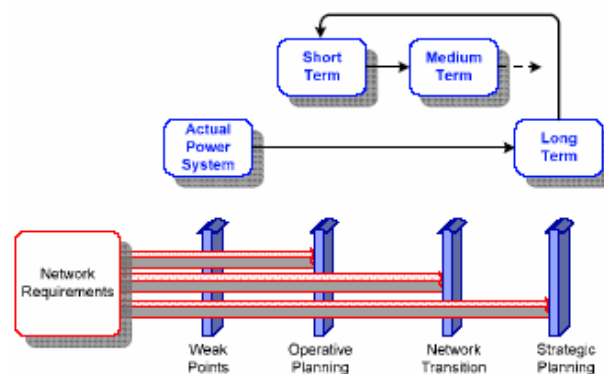 Short
Term
Medium
Term
Actual
Power
System
Long
Term
Network
Requirements
Weak
Points
Operative
Planning
Network
Transition
Strategic
Planning